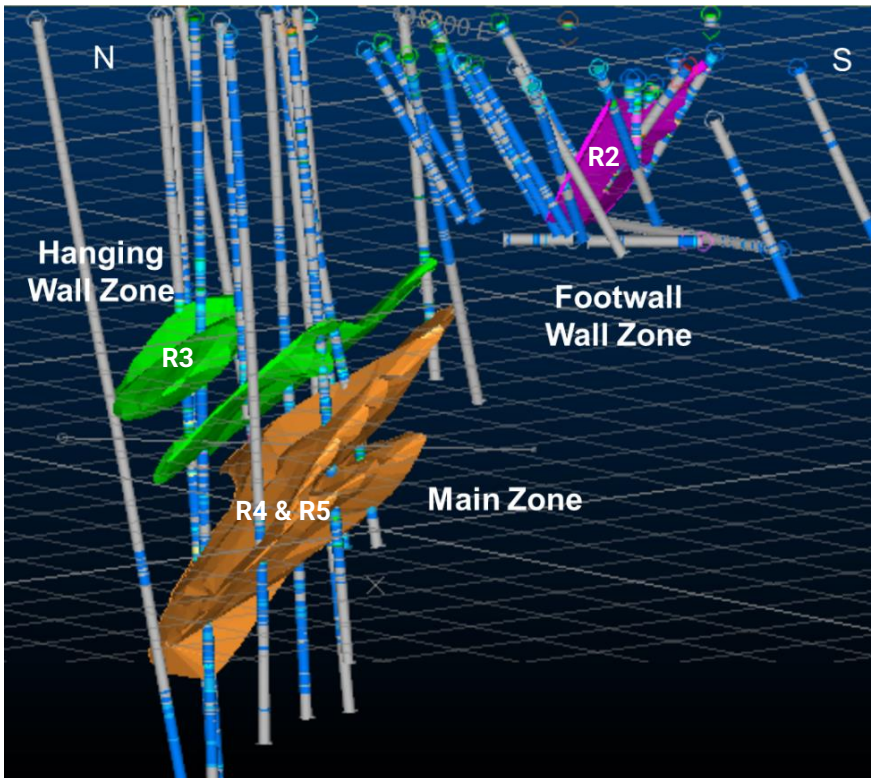 N
S
R2
Hanging
Wall Zone
Footwall
Wall Zone
R3
Main Zone
R4 & R5